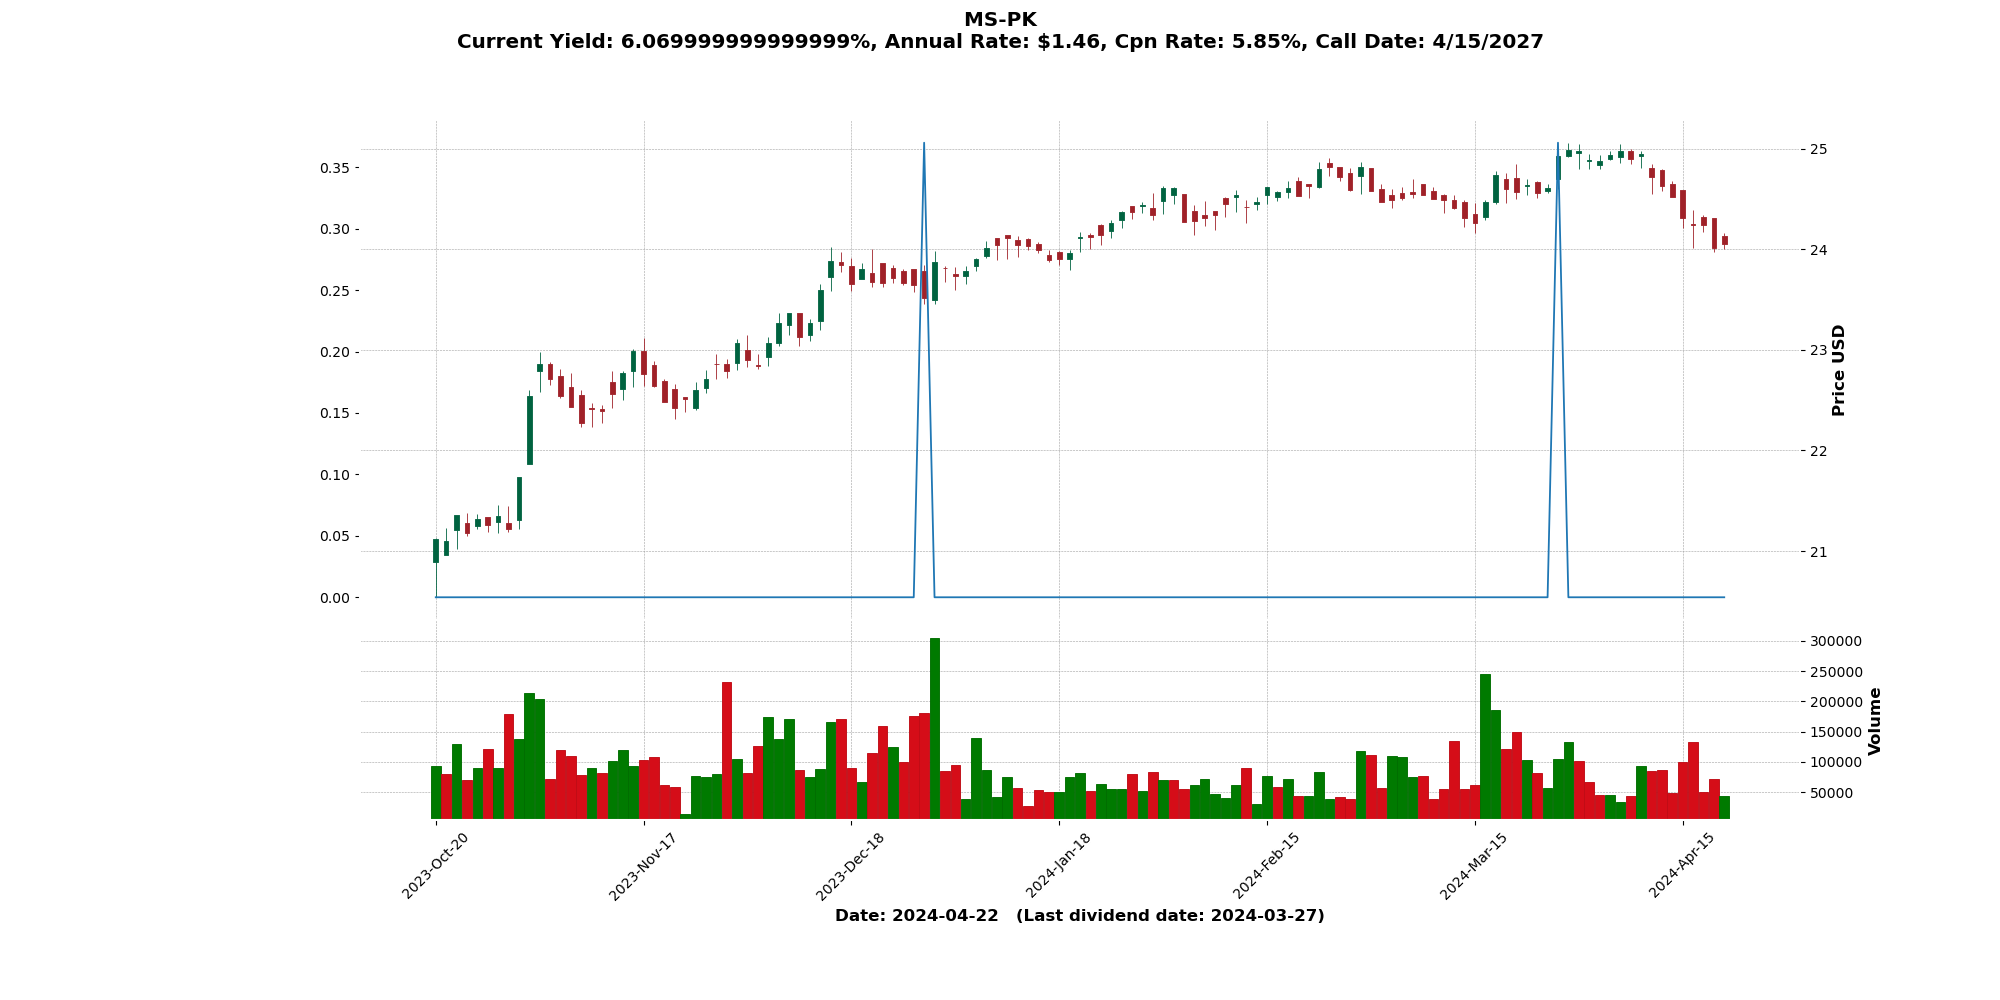 MS-PK
Current Yield: 6.069999999999999%, Annual Rate: $1.46, Cpn Rate: 5.85%, Call Date: 4/15/2027
0.35
0.30
0.25
0.20
0.15
0.10
0.05
0.00
25
24
23
22
21
Price USD
300000
250000
200000
150000
100000
50000
Volume
2023-Oct-20
2023-Nov-17
2023-Dec-18
2024-Jan-18
2024-Feb-15
2024-Mar-15
2024-Apr-15
Date: 2024-04-22 (Last dividend date: 2024-03-27)